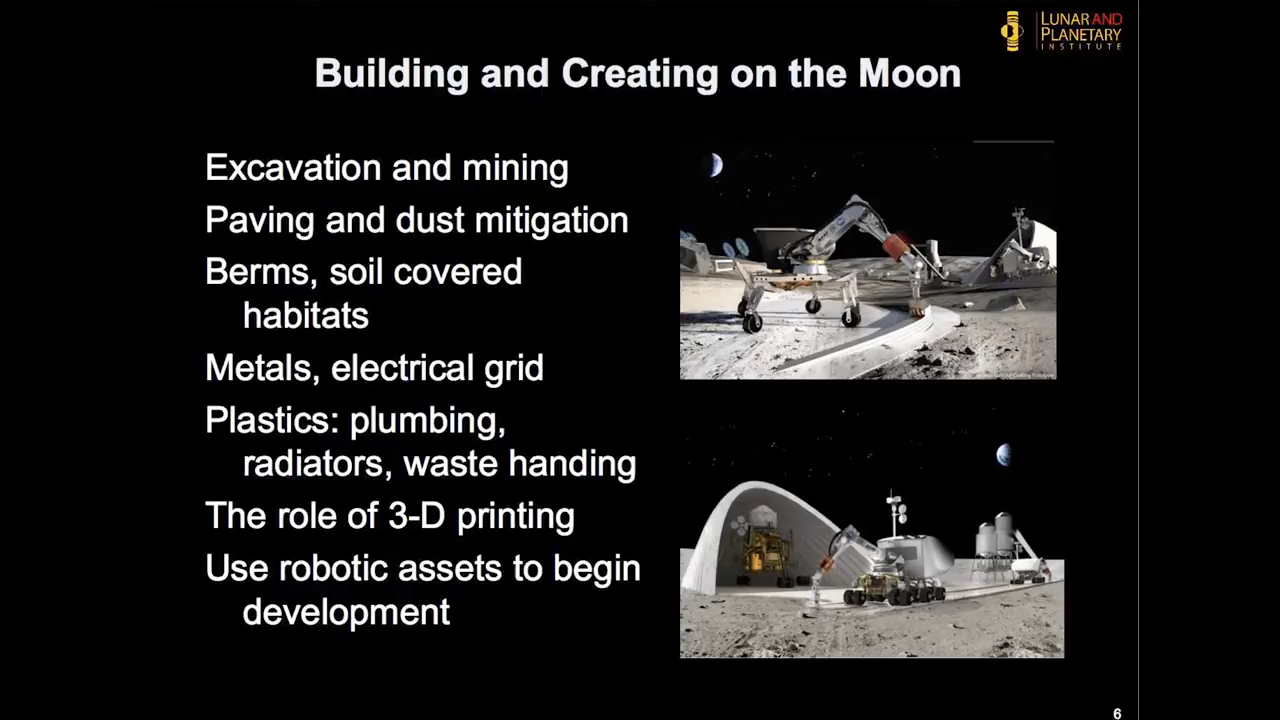 LUNAR AND
PLANETARY
INSTITUTE
Building and Creating on the Moon
Excavation and mining
Paving and dust mitigation
Berms, soil covered
habitats
Metals, electrical grid
Plastics: plumbing,
radiators, waste handing
The role of 3-D printing
Use robotic assets to begin
development
6